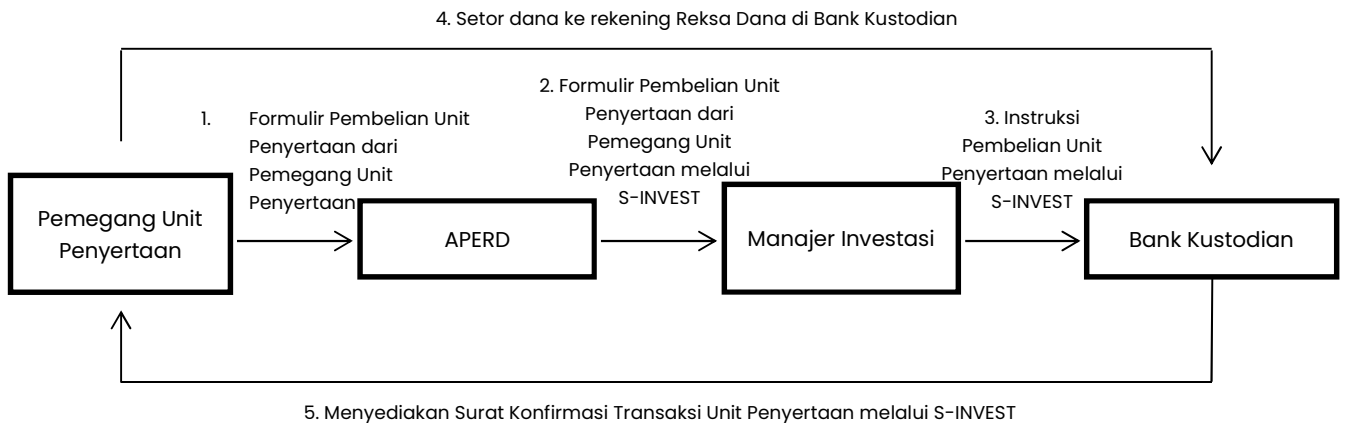 4. Setor dana ke rekening Reksa Dana di Bank Kustodian
1. Formulir Pembelian Unit
Penyertaan dari
Pemegang Unit
Penyertaan
2. Formulir Pembelian Unit
Penyertaan dari
Pemegang Unit
Penyertaan melalui
S-INVEST
3. Instruksi
Pembelian Unit
Penyertaan melalui
S-INVEST
Pemegang Unit
Penyertaan
APERD
Manajer Investasi
Bank Kustodian
5. Menyediakan Surat Konfirmasi Transaksi Unit Penyertaan melalui S-INVEST